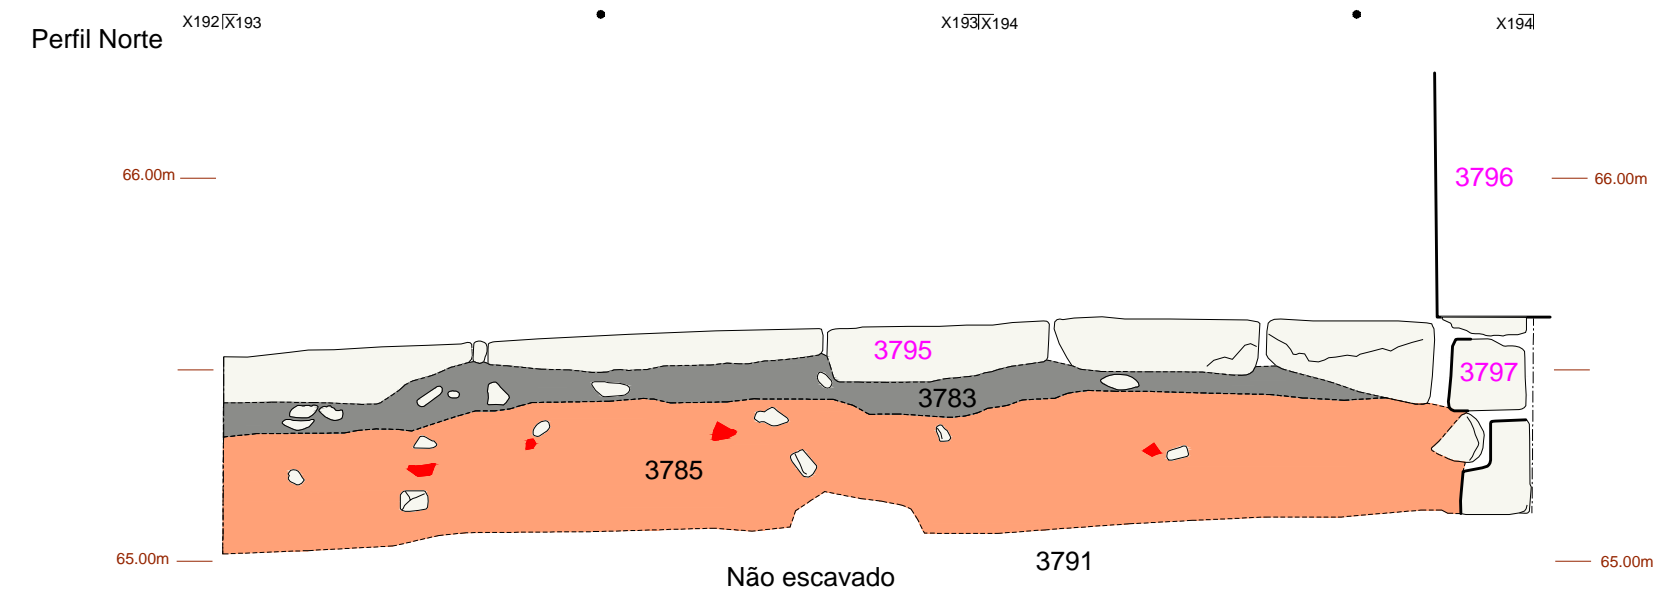 X192 X193 X193 X194 X194
Perfil Norte
66.00m 3796 66.00m
3795
3797
3783
3785
65.00m 3791 65.00m
Não escavado